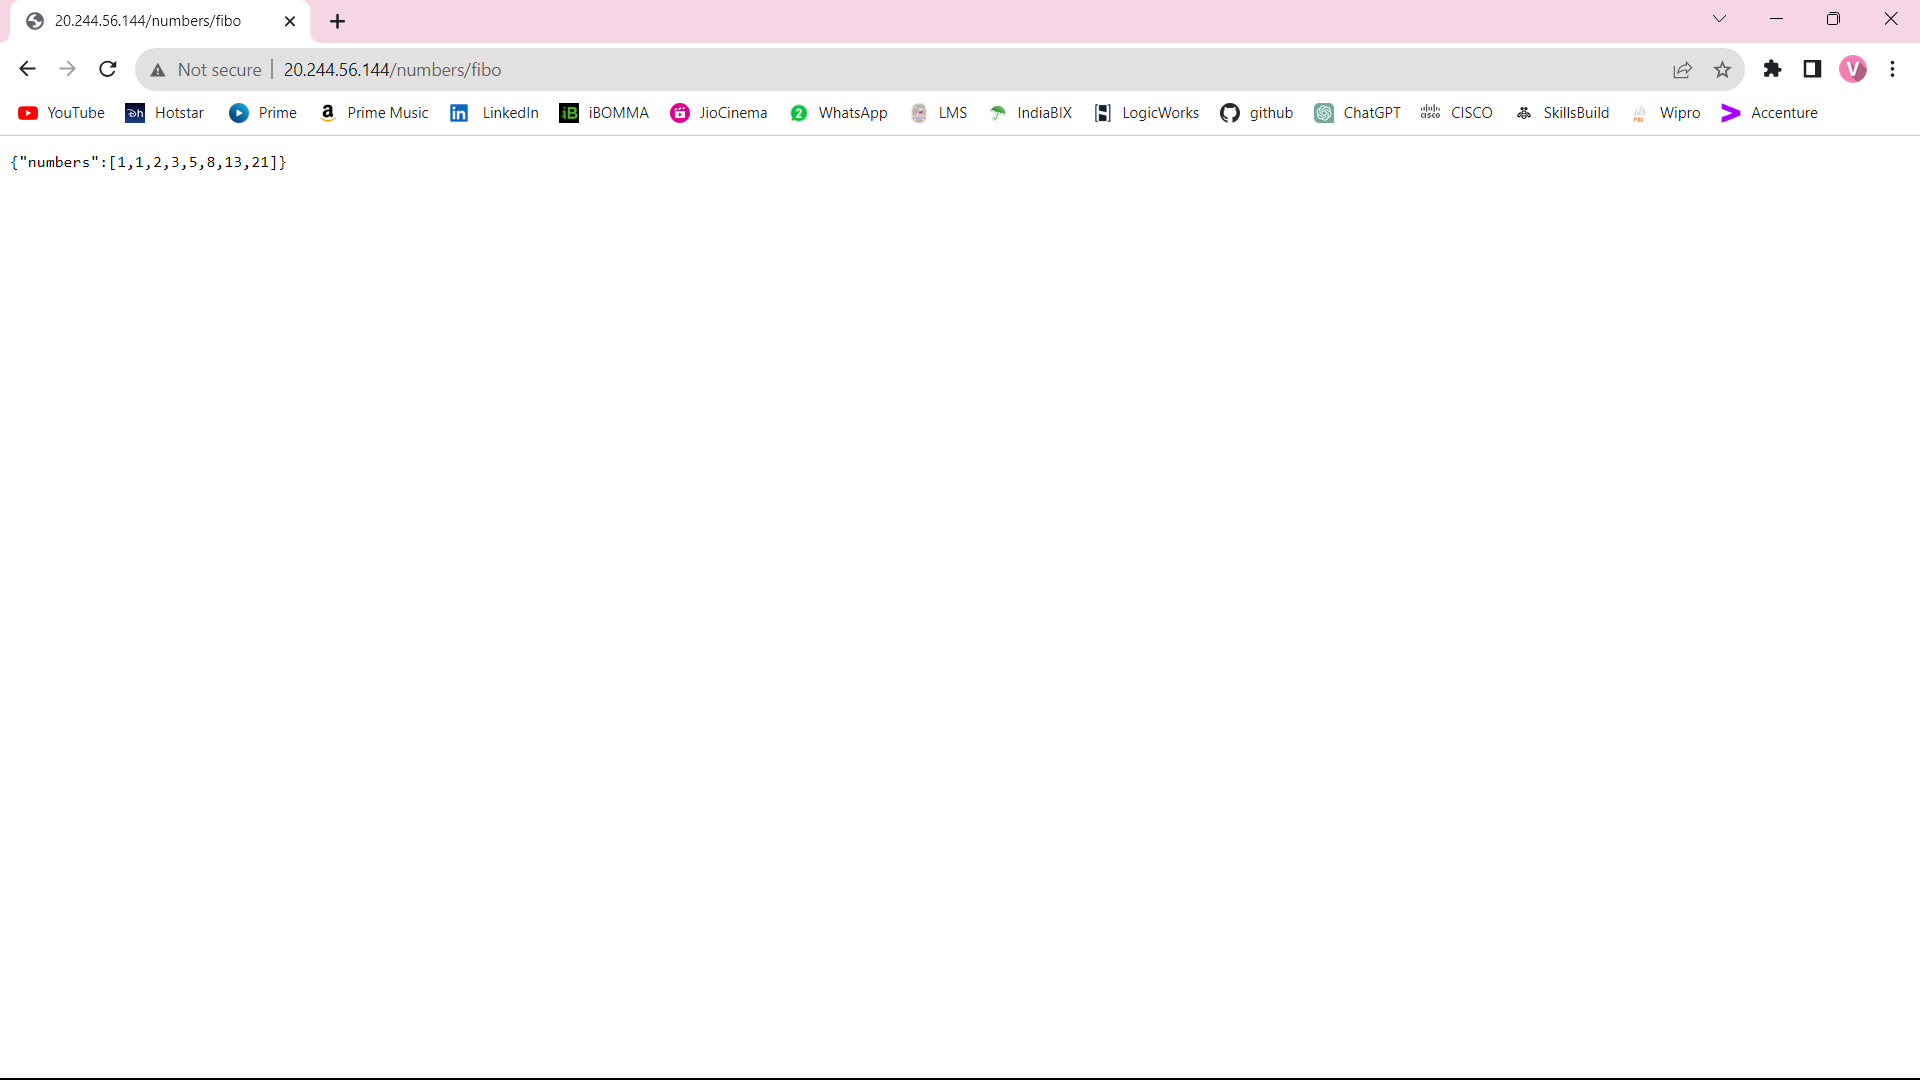 20.244.56.144/numbers/fibo
Not secure | 20.244.56.144/numbers/fibo
V
YouTube Hotstar Prime Prime Music LinkedIn iBOMMA JioCinema WhatsApp LMS IndiaBIX LogicWorks github ChatGPT CISCO SkillsBuild Wipro Accenture
{"numbers":[1,1,2,3,5,8,13,21]}